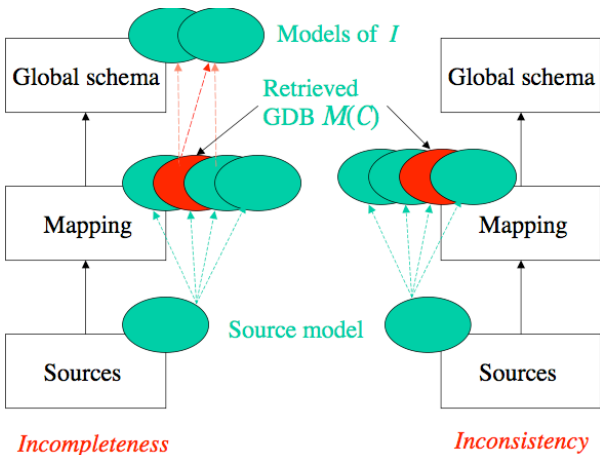 Models of I
Global schema
Global schema
Retrieved
GDB M(C)
Mapping
Mapping
Source model
Sources
Sources
Incompleteness
Inconsistency